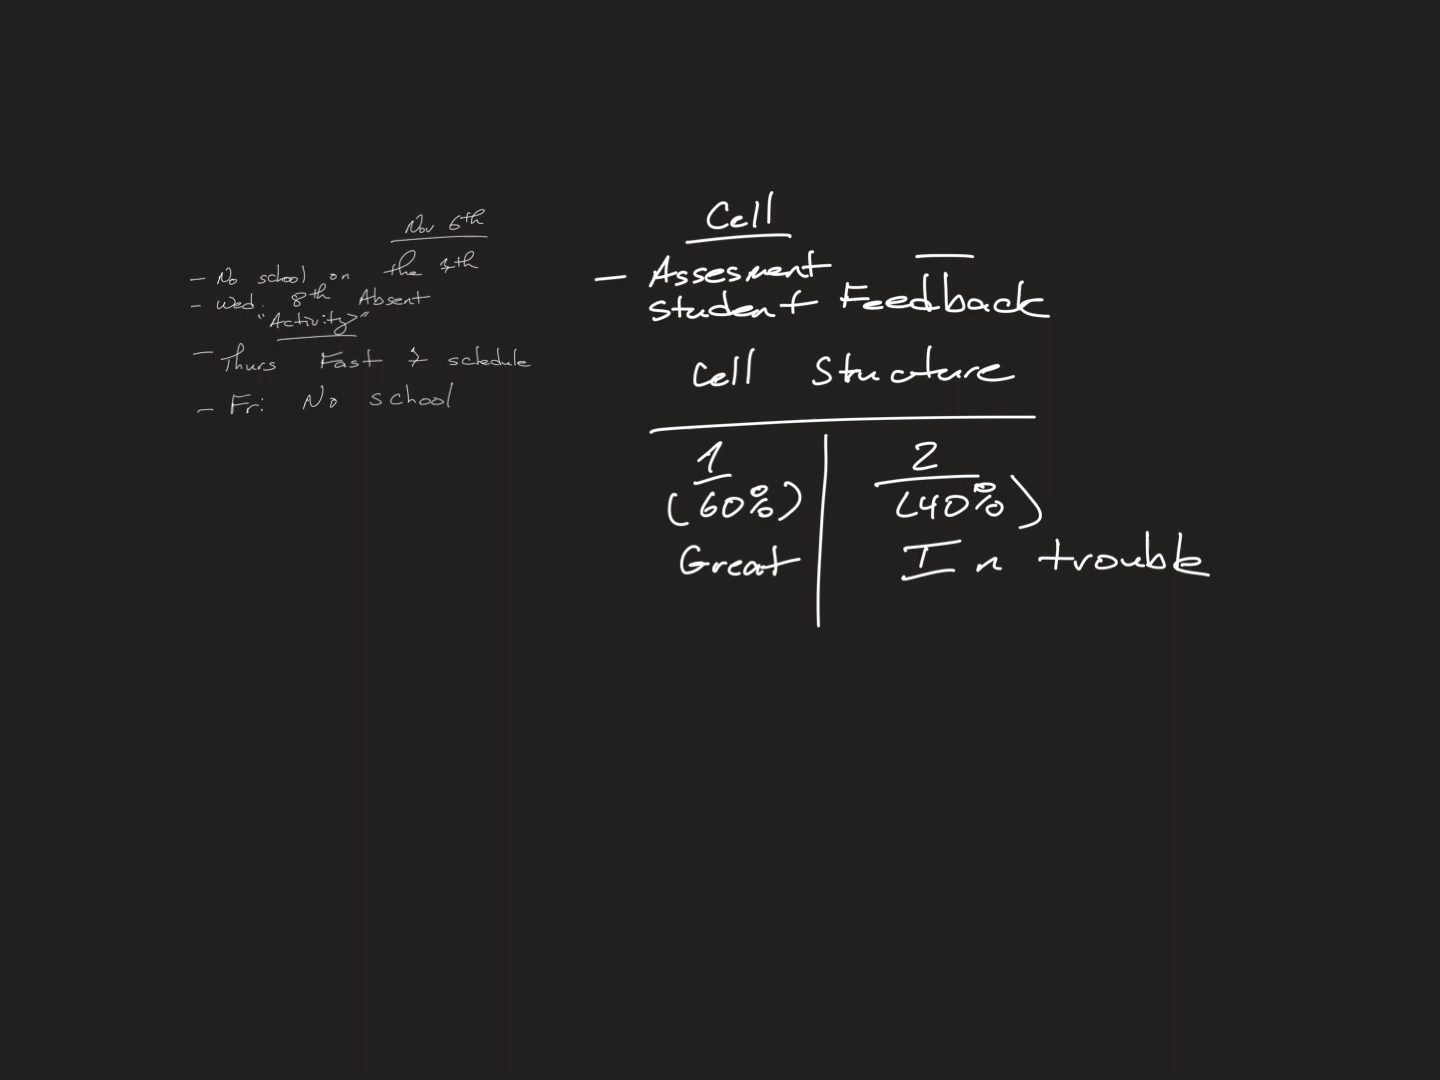 Nov 6th
- No school on the 7th
- Wed. 8th Absent
"Activity"
- Thurs Fast 7 schedule
- Fri: No school
Cell
- Assesment
Student Feedback
Cell Structure
1
(60%)
Great
2
(40%)
In trouble